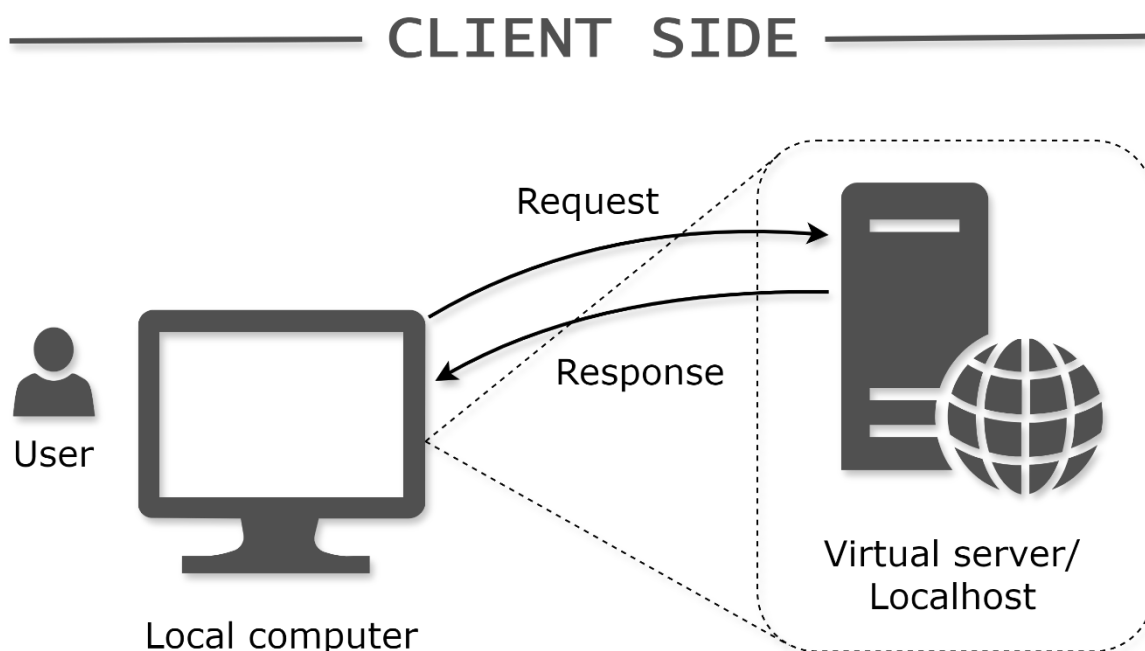 CLIENT SIDE
Request
Response
User
Local computer
Virtual server/
Localhost